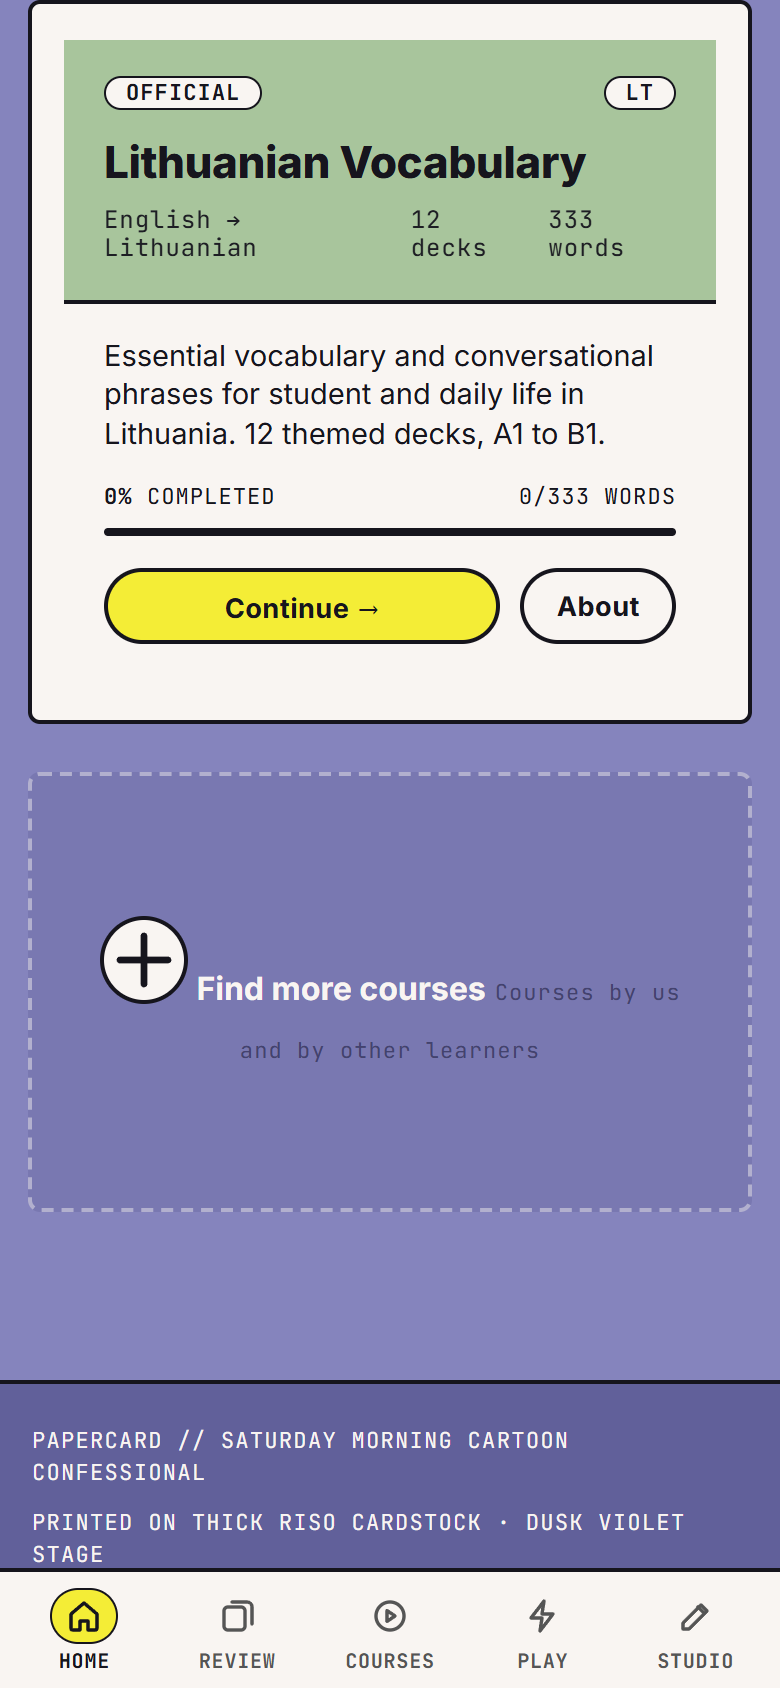 OFFICIAL LT
Lithuanian Vocabulary
English → 12 333
Lithuanian decks words
Essential vocabulary and conversational
phrases for student and daily life in
Lithuania. 12 themed decks, A1 to B1.
0% COMPLETED 0/333 WORDS
Continue → About
Find more courses Courses by us
and by other learners
PAPERCARD // SATURDAY MORNING CARTOON
CONFESSIONAL
PRINTED ON THICK RISO CARDSTOCK · DUSK VIOLET
STAGE
HOME REVIEW COURSES PLAY STUDIO